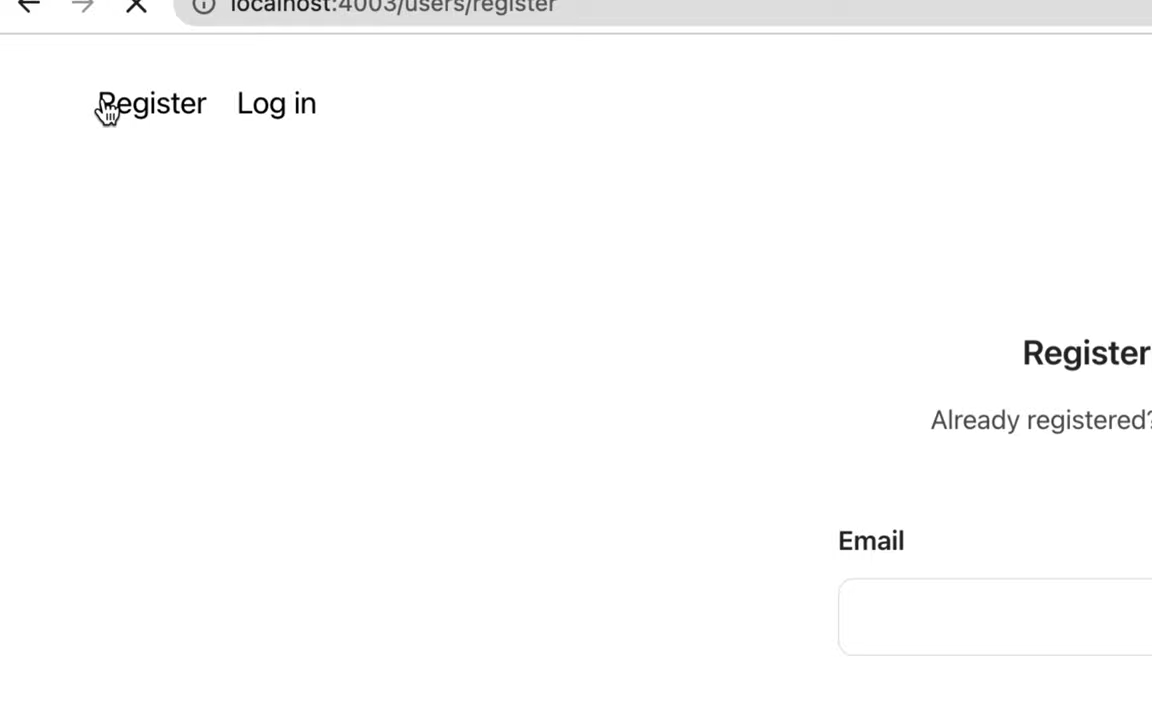 localhost:4003/users/register
Register Log in
Register
Already registered?
Email